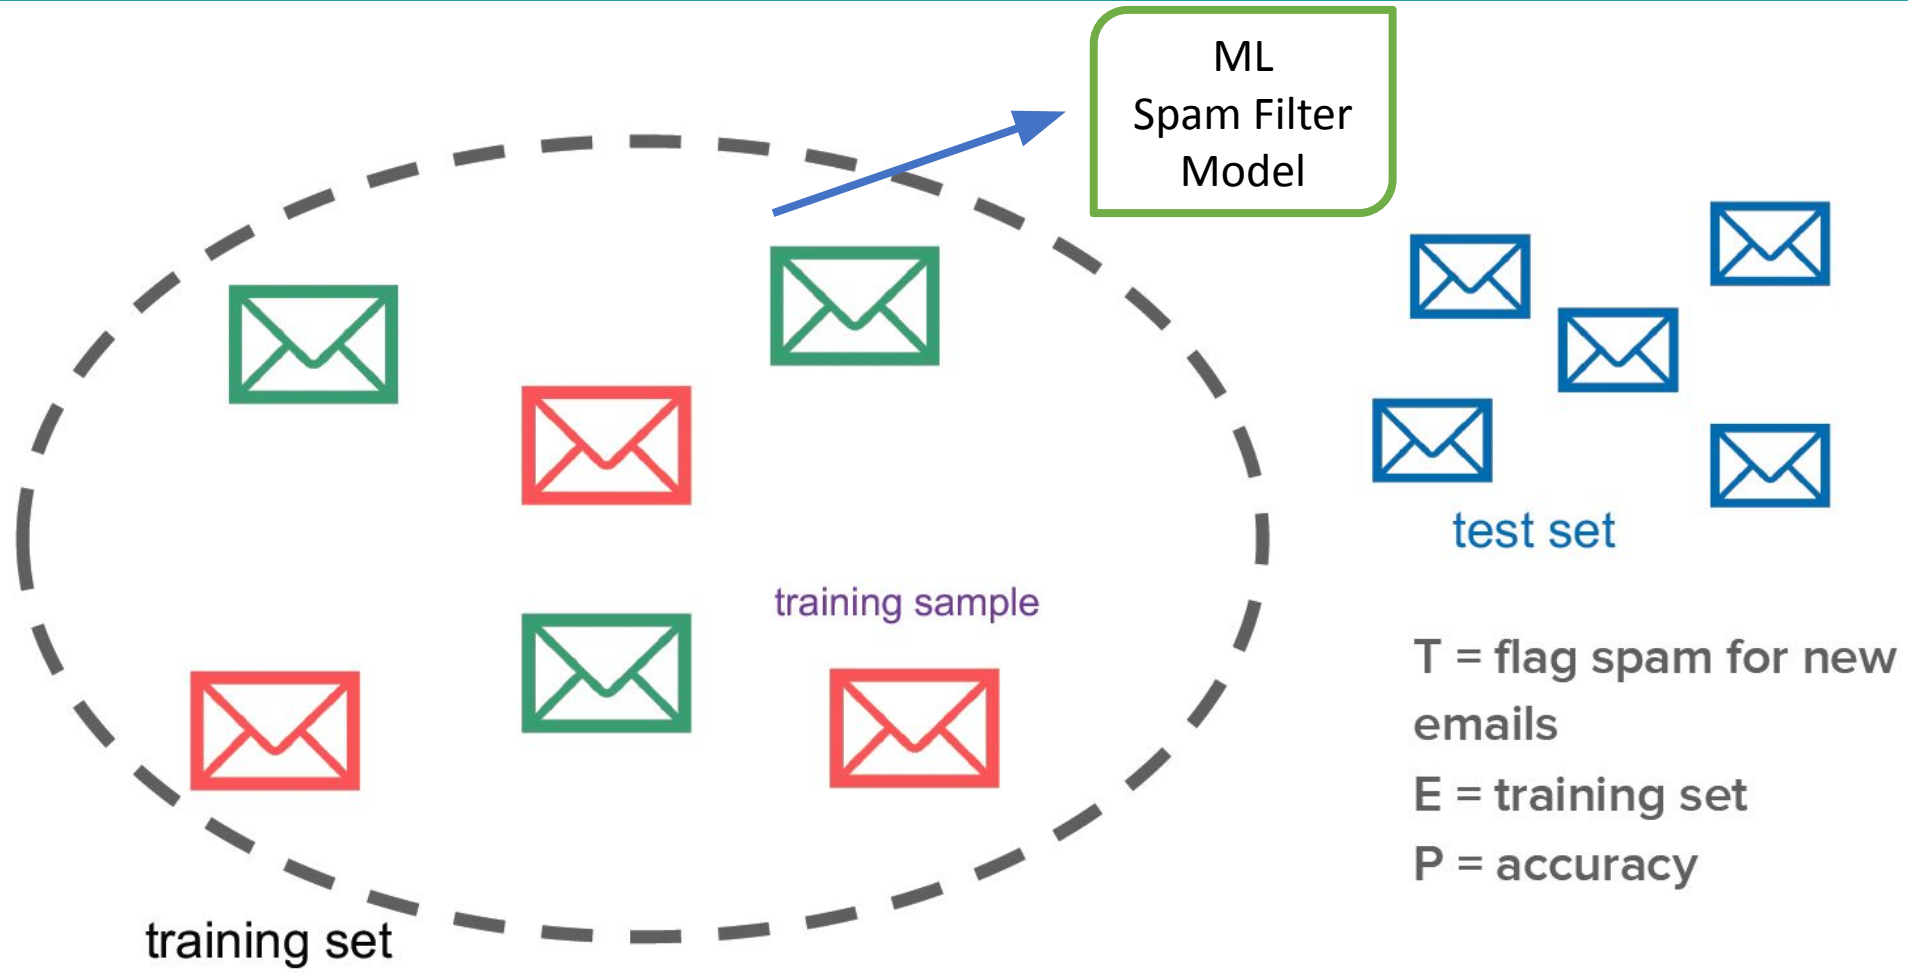 ML
Spam Filter
Model
training sample
test set
T = flag spam for new
emails
E = training set
P = accuracy
training set